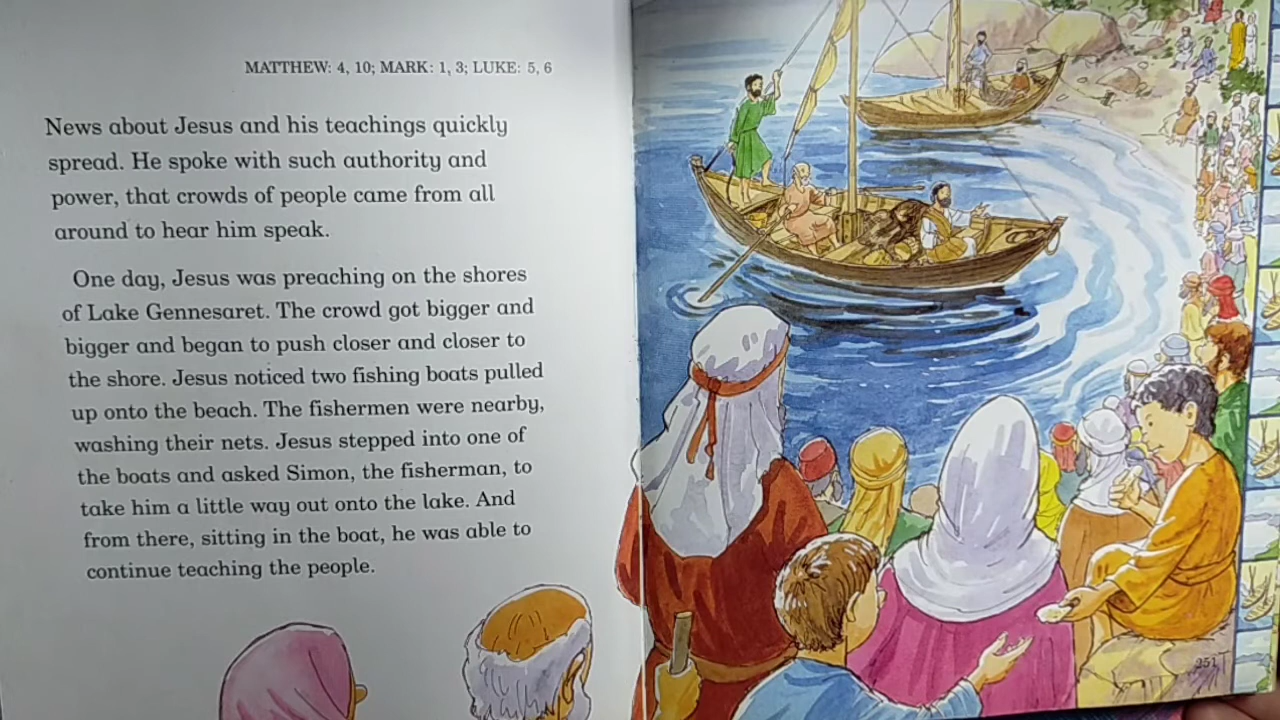 MATTHEW: 4, 10; MARK: 1, 3; LUKE: 5, 6
News about Jesus and his teachings quickly
spread. He spoke with such authority and
power, that crowds of people came from all
around to hear him speak.
One day, Jesus was preaching on the shores
of Lake Gennesaret. The crowd got bigger and
bigger and began to push closer and closer to
the shore. Jesus noticed two fishing boats pulled
up onto the beach. The fishermen were nearby,
washing their nets. Jesus stepped into one of
the boats and asked Simon, the fisherman, to
take him a little way out onto the lake. And
from there, sitting in the boat, he was able to
continue teaching the people.
251